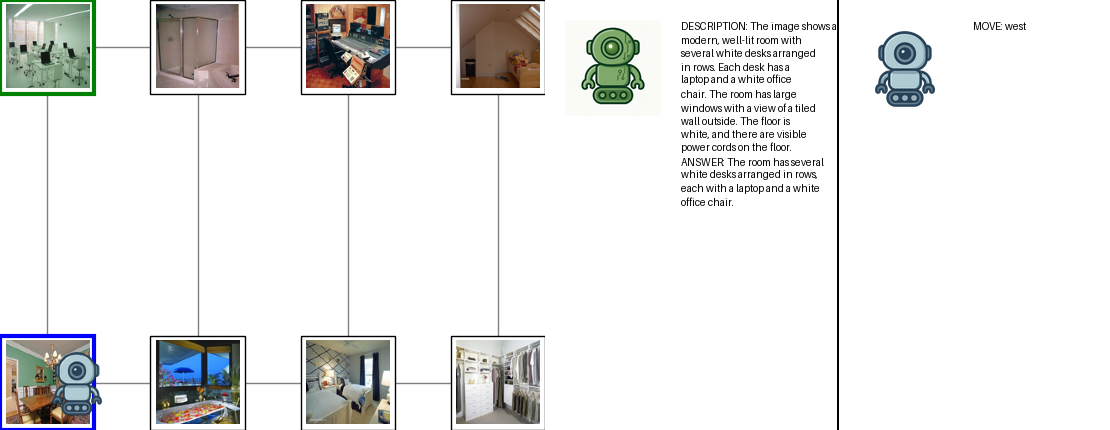 DESCRIPTION: The image shows a
modern, well-lit room with
several white desks arranged
in rows. Each desk has a
laptop and a white office
chair. The room has large
windows with a view of a tiled
wall outside. The floor is
white, and there are visible
power cords on the floor.
ANSWER: The room has several
white desks arranged in rows,
each with a laptop and a white
office chair.
MOVE: west